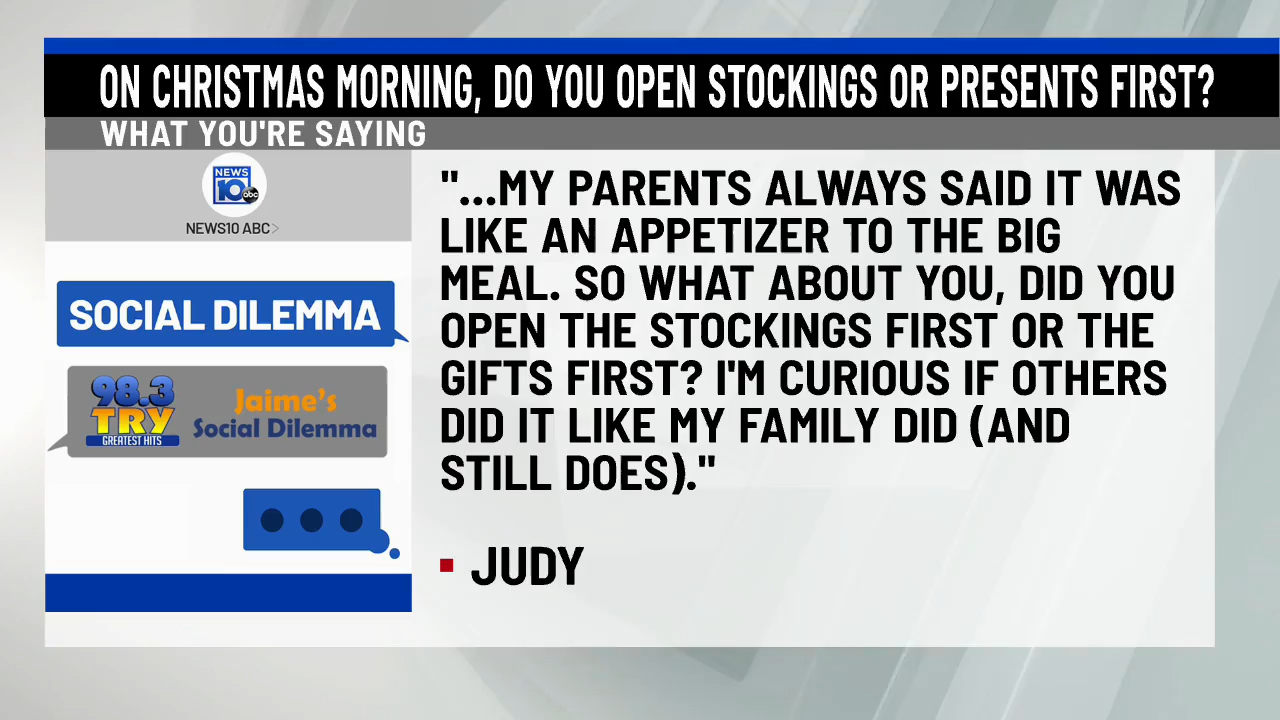 ON CHRISTMAS MORNING, DO YOU OPEN STOCKINGS OR PRESENTS FIRST?
WHAT YOU'RE SAYING
NEWS
10
abc
NEWS10 ABC>
SOCIAL DILEMMA
98.3
TRY
GREATEST HITS
Jaime's
Social Dilemma
"...MY PARENTS ALWAYS SAID IT WAS
LIKE AN APPETIZER TO THE BIG
MEAL. SO WHAT ABOUT YOU, DID YOU
OPEN THE STOCKINGS FIRST OR THE
GIFTS FIRST? I'M CURIOUS IF OTHERS
DID IT LIKE MY FAMILY DID (AND
STILL DOES)."
JUDY